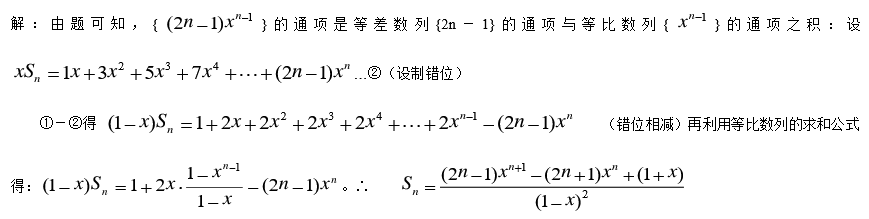 解：由题可知，{ $(2n-1)x^{n-1}$ }的通项是等差数列{2n － 1}的通项与等比数列{ $x^{n-1}$ }的通项之积：设
$xS_n = 1x + 3x^2 + 5x^3 + 7x^4 + \cdots + (2n-1)x^n$ …②（设制错位）
①－②得 $(1-x)S_n = 1 + 2x + 2x^2 + 2x^3 + 2x^4 + \cdots + 2x^{n-1} - (2n-1)x^n$ （错位相减）再利用等比数列的求和公式
得：$(1-x)S_n = 1 + 2x \cdot \frac{1-x^{n-1}}{1-x} - (2n-1)x^n$。∴ $S_n = \frac{(2n-1)x^{n+1} - (2n+1)x^n + (1+x)}{(1-x)^2}$